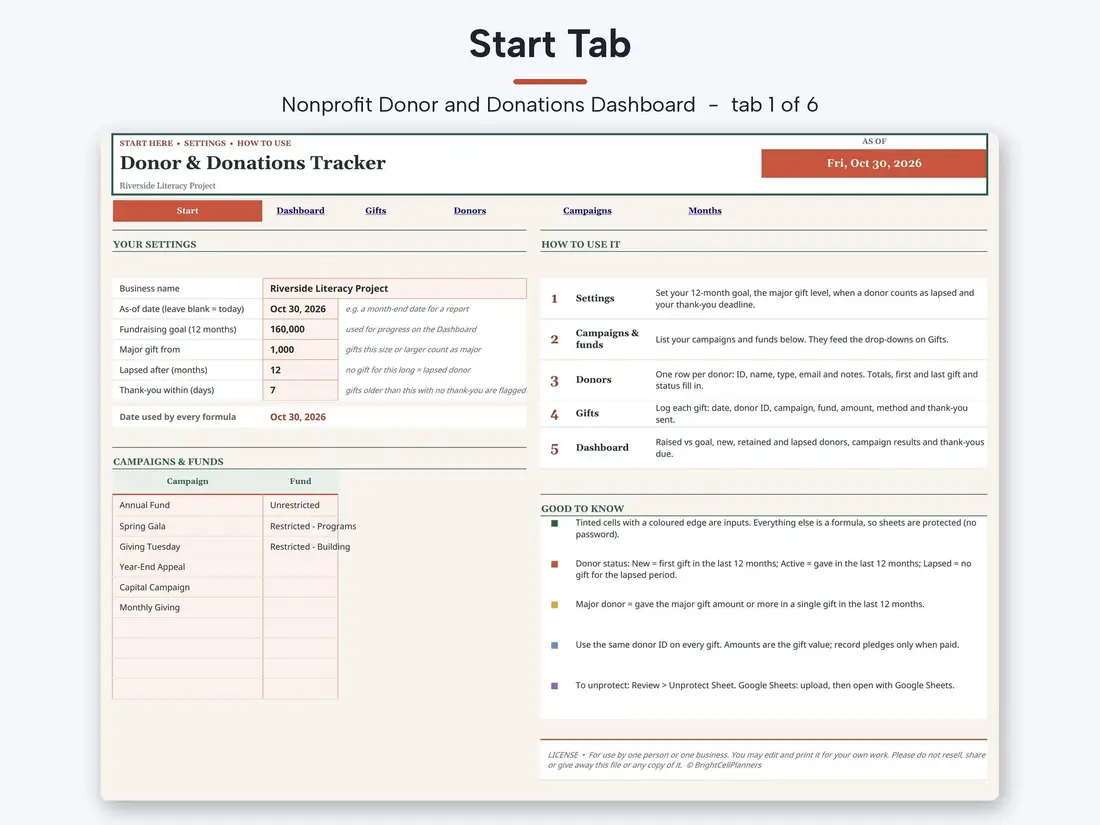 Start Tab
Nonprofit Donor and Donations Dashboard - tab 1 of 6
START HERE • SETTINGS • HOW TO USE
Donor & Donations Tracker
Riverside Literacy Project
AS OF
Fri, Oct 30, 2026
Start
Dashboard
Gifts
Donors
Campaigns
Months
YOUR SETTINGS
Business name
Riverside Literacy Project
As-of date (leave blank = today)
Oct 30, 2026
e.g. a month-end date for a report
Fundraising goal (12 months)
160,000
used for progress on the Dashboard
Major gift from
1,000
gifts this size or larger count as major
Lapsed after (months)
12
no gift for this long = lapsed donor
Thank-you within (days)
7
gifts older than this with no thank-you are flagged
Date used by every formula
Oct 30, 2026
CAMPAIGNS & FUNDS
Campaign
Fund
Annual Fund
Unrestricted
Spring Gala
Restricted - Programs
Giving Tuesday
Restricted - Building
Year-End Appeal
Capital Campaign
Monthly Giving
HOW TO USE IT
1
Settings
Set your 12-month goal, the major gift level, when a donor counts as lapsed and
your thank-you deadline.
2
Campaigns &
funds
List your campaigns and funds below. They feed the drop-downs on Gifts.
3
Donors
One row per donor: ID, name, type, email and notes. Totals, first and last gift and
status fill in.
4
Gifts
Log each gift: date, donor ID, campaign, fund, amount, method and thank-you
sent.
5
Dashboard
Raised vs goal, new, retained and lapsed donors, campaign results and thank-yous
due.
GOOD TO KNOW
Tinted cells with a coloured edge are inputs. Everything else is a formula, so sheets are protected (no
password).
Donor status: New = first gift in the last 12 months; Active = gave in the last 12 months; Lapsed = no
gift for the lapsed period.
Major donor = gave the major gift amount or more in a single gift in the last 12 months.
Use the same donor ID on every gift. Amounts are the gift value; record pledges only when paid.
To unprotect: Review > Unprotect Sheet. Google Sheets: upload, then open with Google Sheets.
LICENSE • For use by one person or one business. You may edit and print it for your own work. Please do not resell, share
or give away this file or any copy of it. © BrightCellPlanners